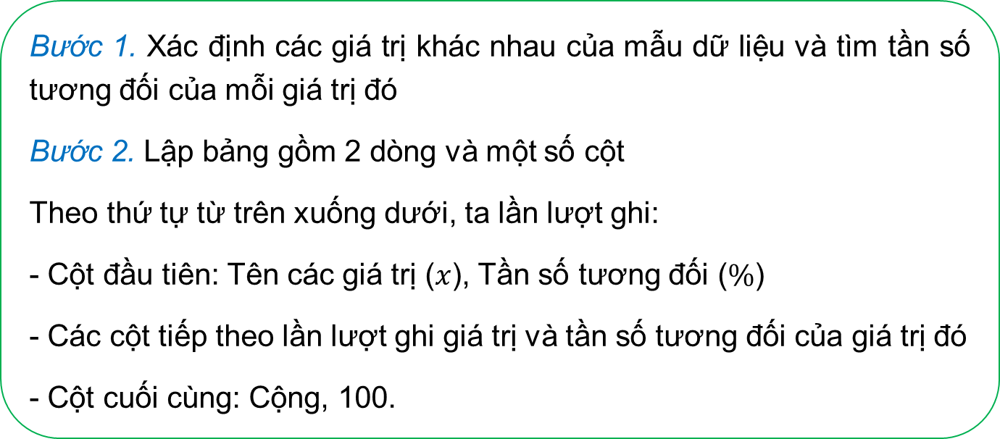 Bước 1. Xác định các giá trị khác nhau của mẫu dữ liệu và tìm tần số
tương đối của mỗi giá trị đó
Bước 2. Lập bảng gồm 2 dòng và một số cột
Theo thứ tự từ trên xuống dưới, ta lần lượt ghi:
- Cột đầu tiên: Tên các giá trị (𝑥), Tần số tương đối (%)
- Các cột tiếp theo lần lượt ghi giá trị và tần số tương đối của giá trị đó
- Cột cuối cùng: Cộng, 100.